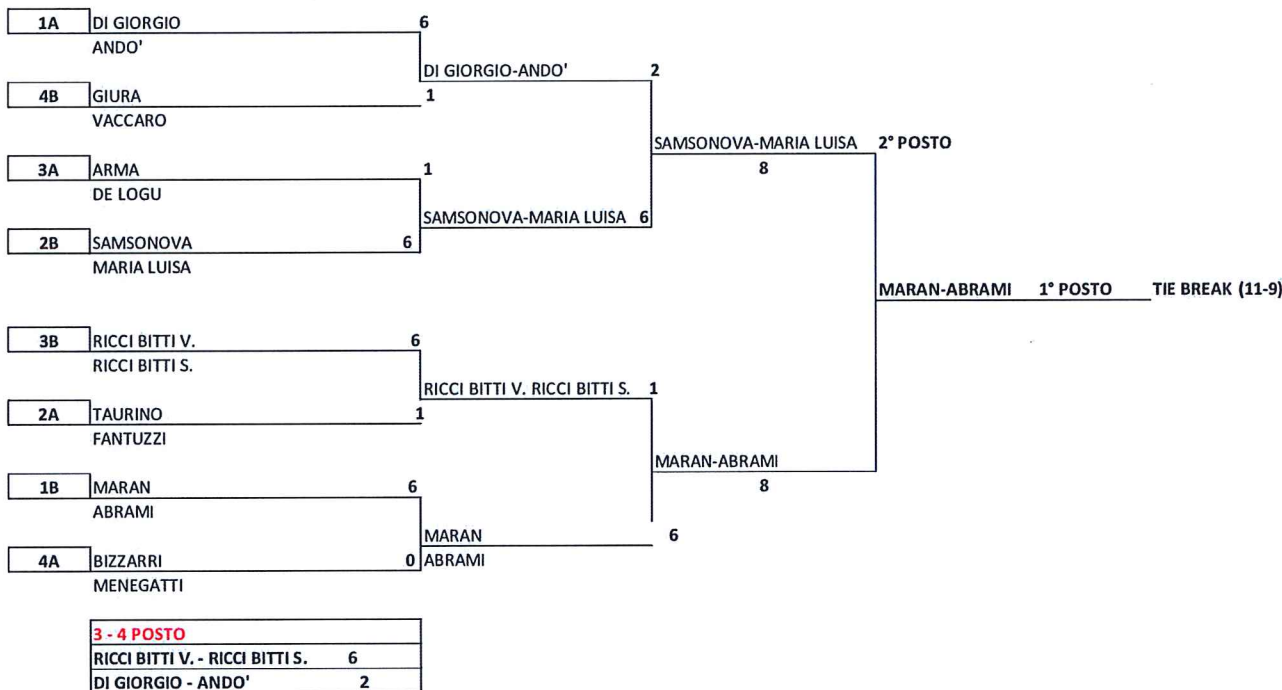 1A DI GIORGIO 6
ANDO'
DI GIORGIO-ANDO' 2
4B GIURA 1
VACCARO
SAMSONOVA-MARIA LUISA 2° POSTO
8
3A ARMA 1
DE LOGU
SAMSONOVA-MARIA LUISA 6
2B SAMSONOVA 6
MARIA LUISA
MARAN-ABRAMI 1° POSTO TIE BREAK (11-9)
3B RICCI BITTI V. 6
RICCI BITTI S.
RICCI BITTI V. RICCI BITTI S. 1
2A TAURINO 1
FANTUZZI
MARAN-ABRAMI
8
1B MARAN 6
ABRAMI
MARAN 6
4A BIZZARRI 0 ABRAMI
MENEGATTI
3 - 4 POSTO
RICCI BITTI V. - RICCI BITTI S. 6
DI GIORGIO - ANDO' 2